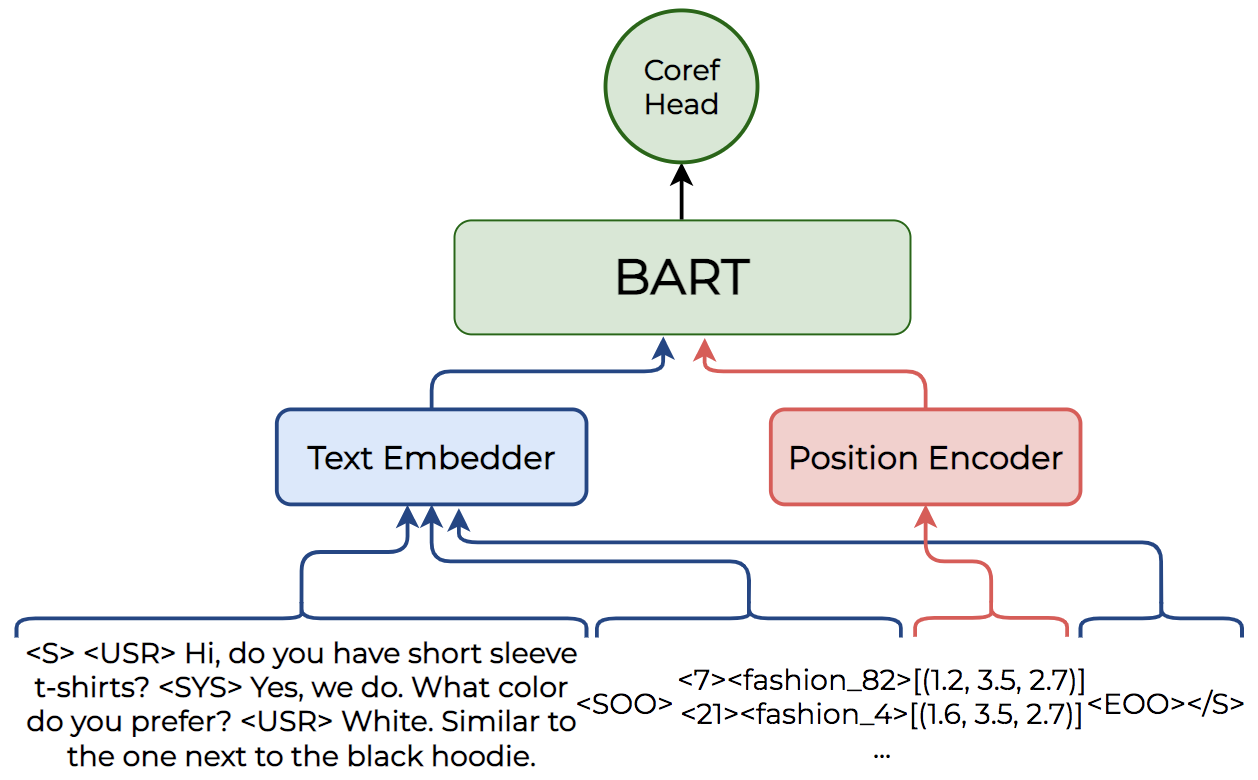 Coref
Head
BART
Text Embedder
Position Encoder
<S> <USR> Hi, do you have short sleeve
t-shirts? <SYS> Yes, we do. What color
do you prefer? <USR> White. Similar to
the one next to the black hoodie.
<SOO>
<7><fashion_82>[(1.2, 3.5, 2.7)]
<21><fashion_4>[(1.6, 3.5, 2.7)]
...
<EOO></S>